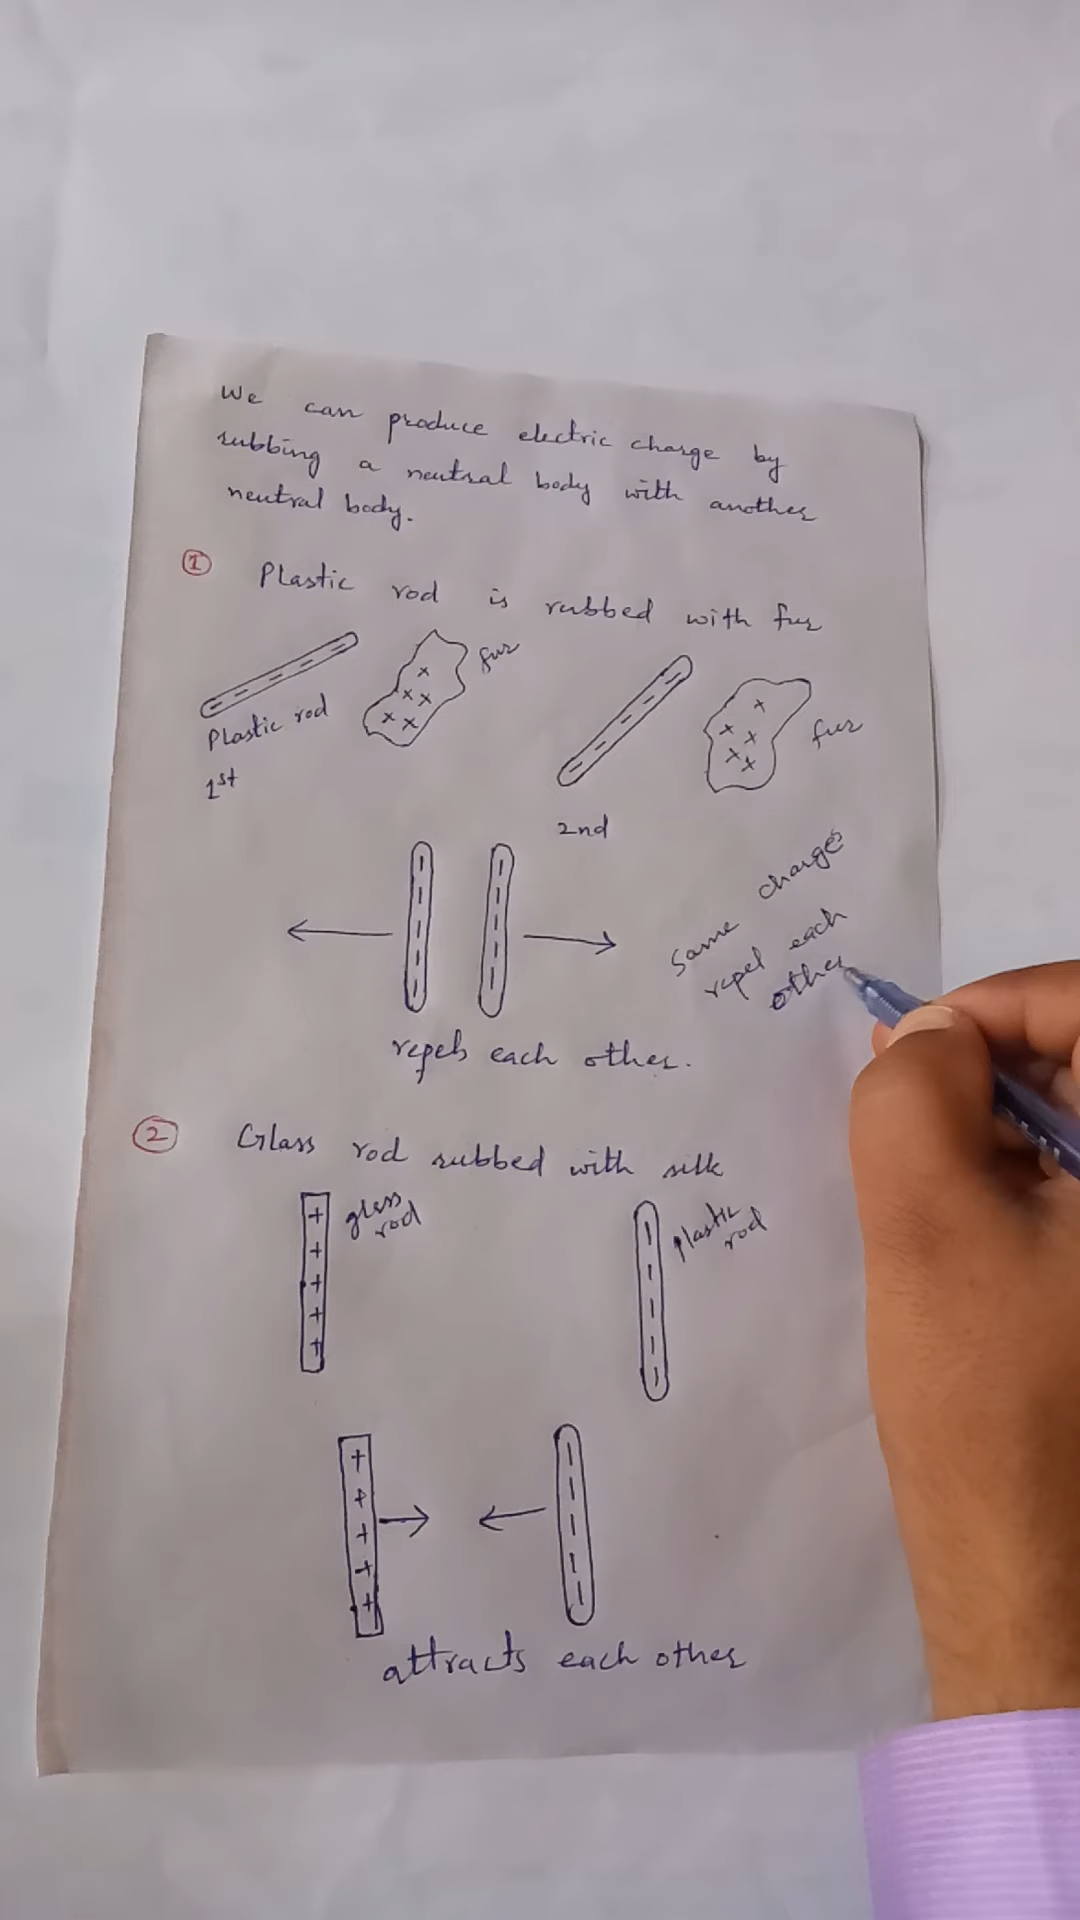 We can produce electric charge by
rubbing a neutral body with another
neutral body.
① Plastic rod is rubbed with fur
fur
Plastic rod
1st
fur
2nd
Same charge
repel each
other
repels each other.
② Glass rod rubbed with silk
glass
rod
plastic
rod
+
+
+
+
+
+
+
+
+
+
attracts each other